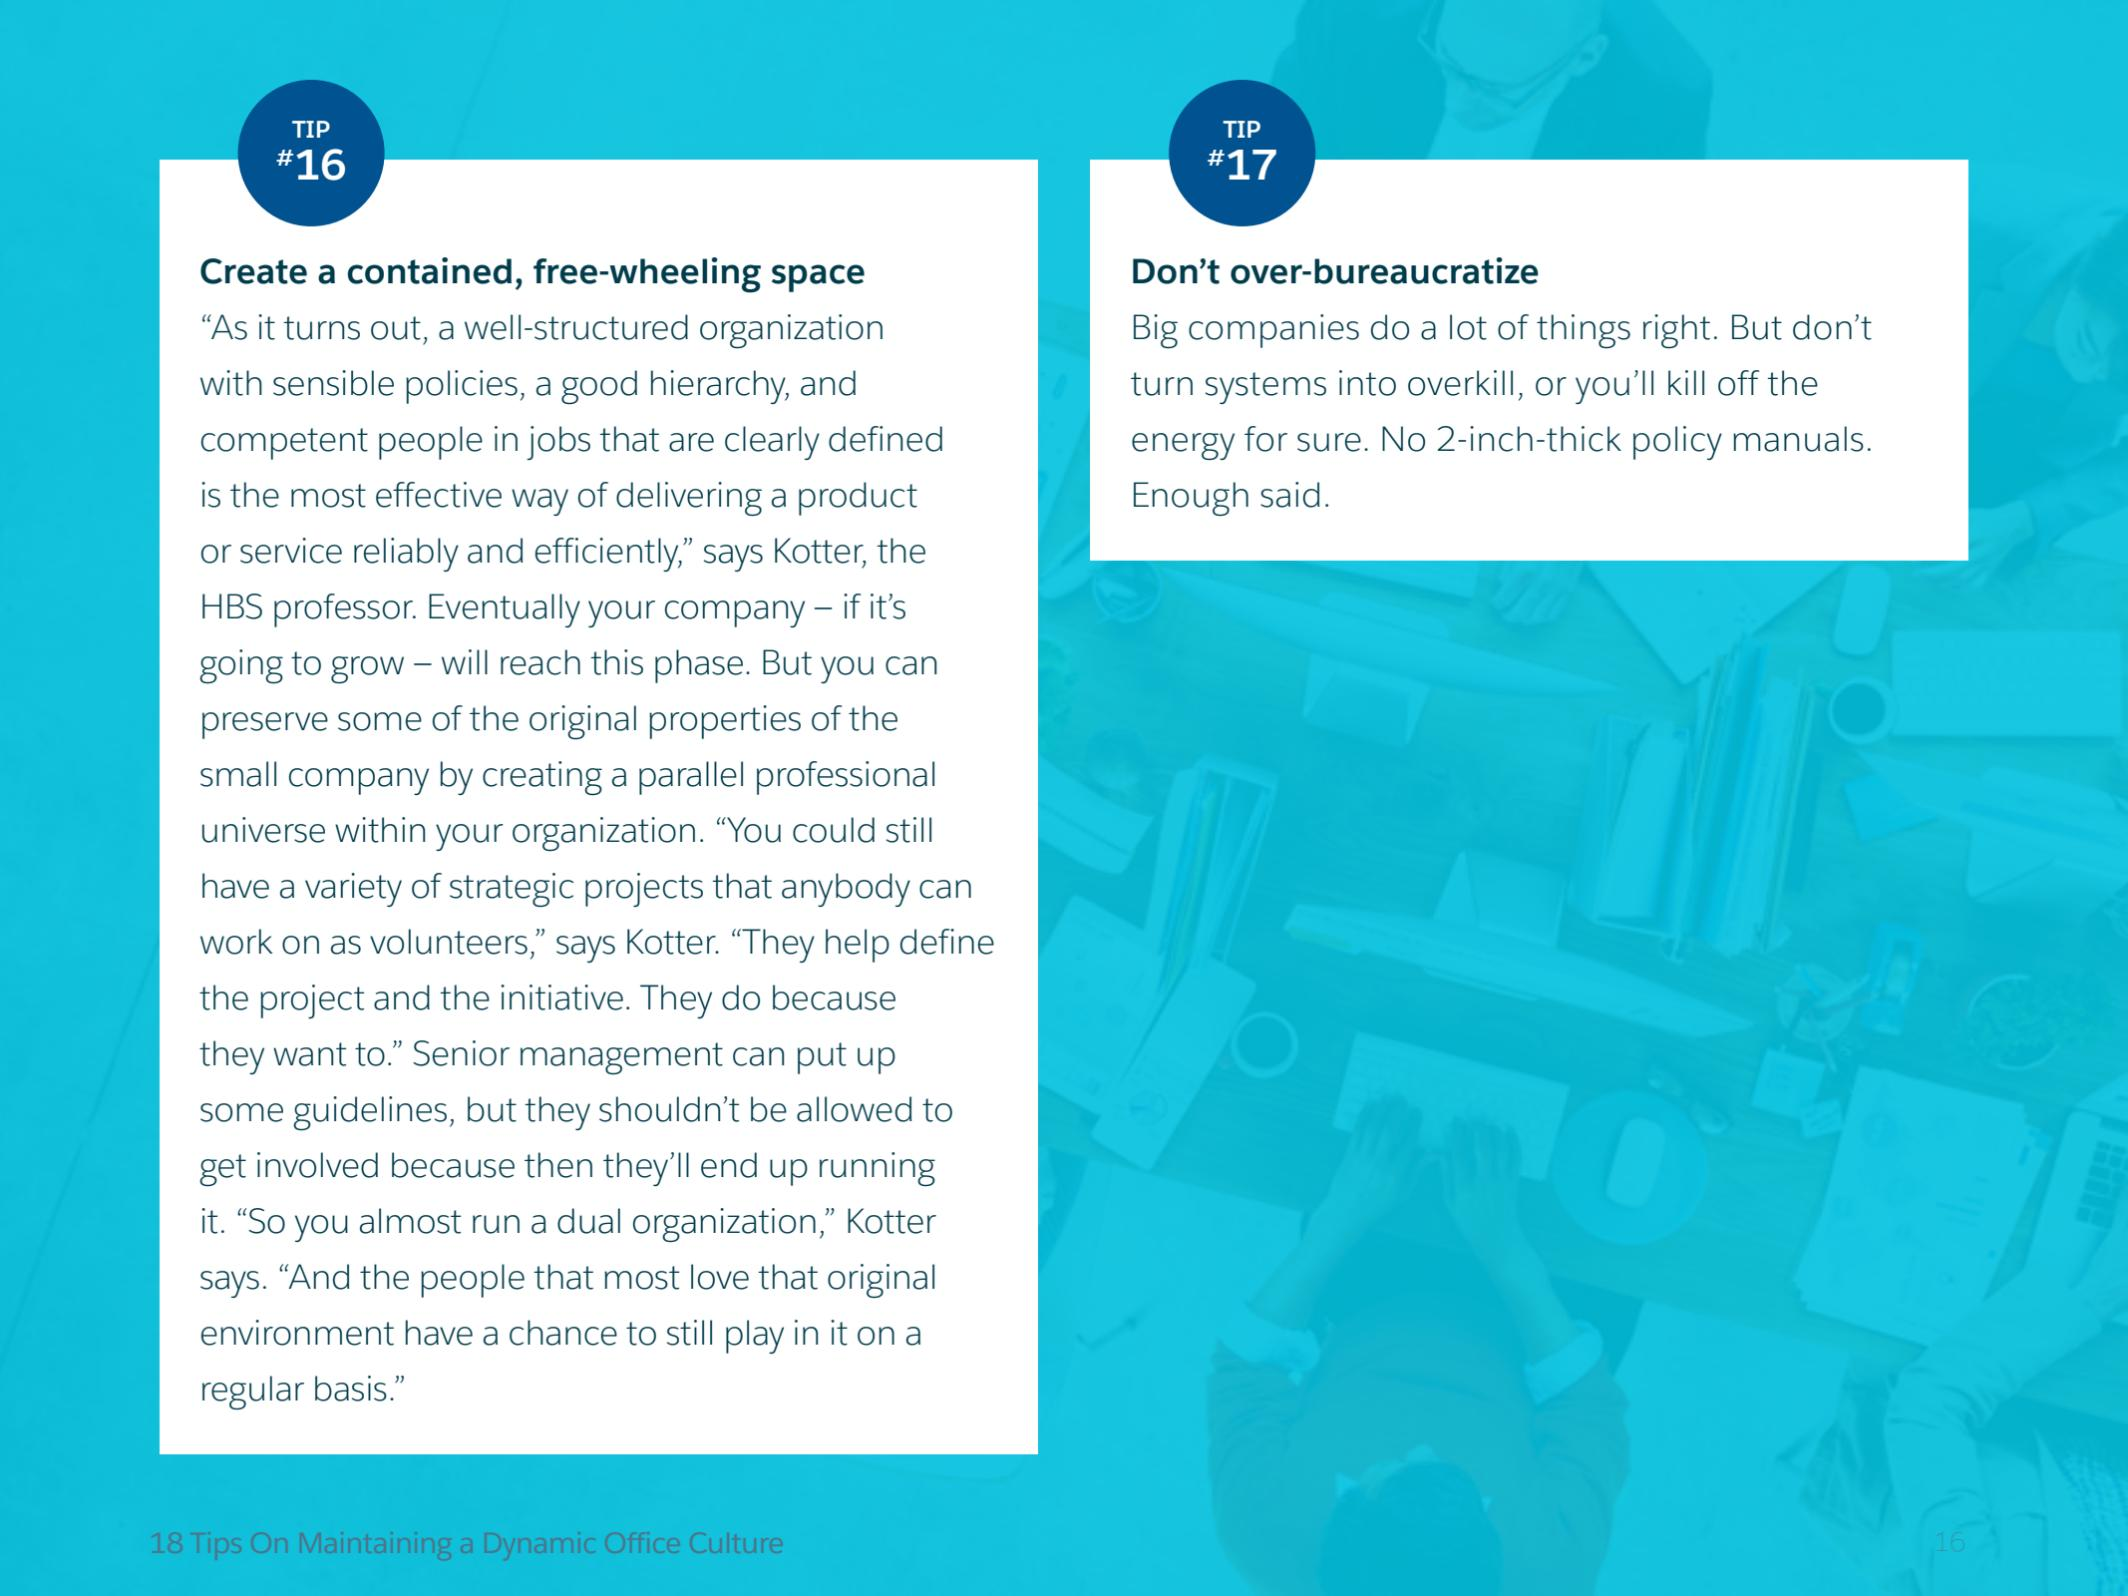 TIP
#16
Create a contained, free-wheeling space
“As it turns out, a well-structured organization
with sensible policies, a good hierarchy, and
competent people in jobs that are clearly defined
is the most effective way of delivering a product
or service reliably and efficiently,” says Kotter, the
HBS professor. Eventually your company – if it’s
going to grow – will reach this phase. But you can
preserve some of the original properties of the
small company by creating a parallel professional
universe within your organization. “You could still
have a variety of strategic projects that anybody can
work on as volunteers,” says Kotter. “They help define
the project and the initiative. They do because
they want to.” Senior management can put up
some guidelines, but they shouldn’t be allowed to
get involved because then they’ll end up running
it. “So you almost run a dual organization,” Kotter
says. “And the people that most love that original
environment have a chance to still play in it on a
regular basis.”
TIP
#17
Don’t over-bureaucratize
Big companies do a lot of things right. But don’t
turn systems into overkill, or you’ll kill off the
energy for sure. No 2-inch-thick policy manuals.
Enough said.
18 Tips On Maintaining a Dynamic Office Culture
16